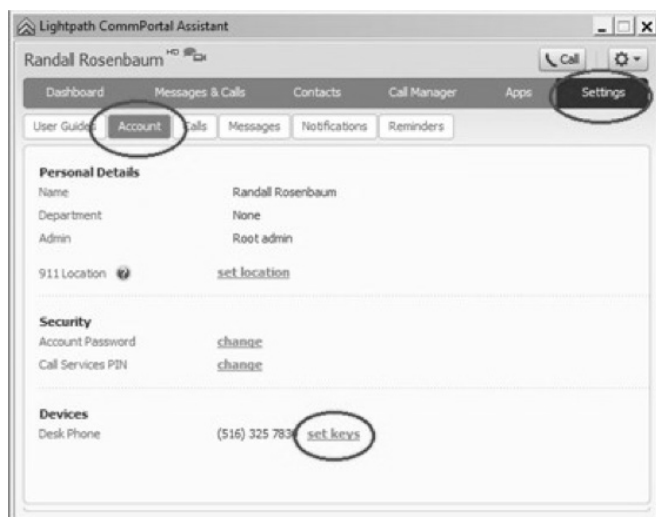 Lightpath CommPortal Assistant
Randall Rosenbaum HD
Call
Dashboard Messages & Calls Contacts Call Manager Apps Settings
User Guides Account Calls Messages Notifications Reminders
Personal Details
Name Randall Rosenbaum
Department None
Admin Root admin
911 Location ? set location
Security
Account Password change
Call Services PIN change
Devices
Desk Phone (516) 325 783 set keys